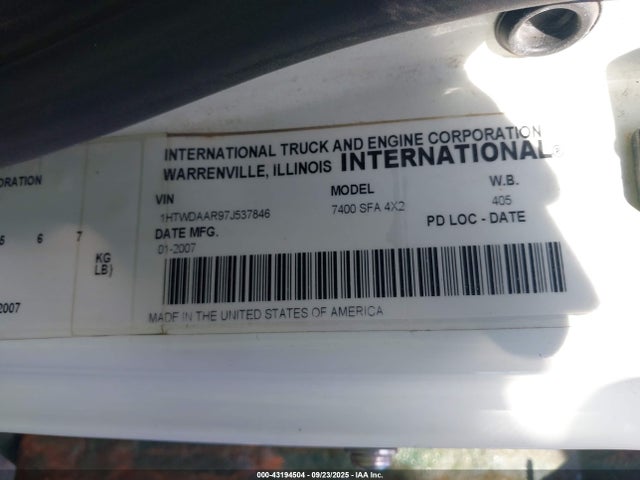 INTERNATIONAL TRUCK AND ENGINE CORPORATION
WARRENVILLE, ILLINOIS INTERNATIONAL®
VIN MODEL W.B.
1HTWDAAR97J537846 7400 SFA 4X2 405
DATE MFG. PD LOC - DATE
01-2007
MADE IN THE UNITED STATES OF AMERICA
ORATION
5 6 7
KG
LB)
2007
000-43194504 - 09/23/2025 - IAA Inc.